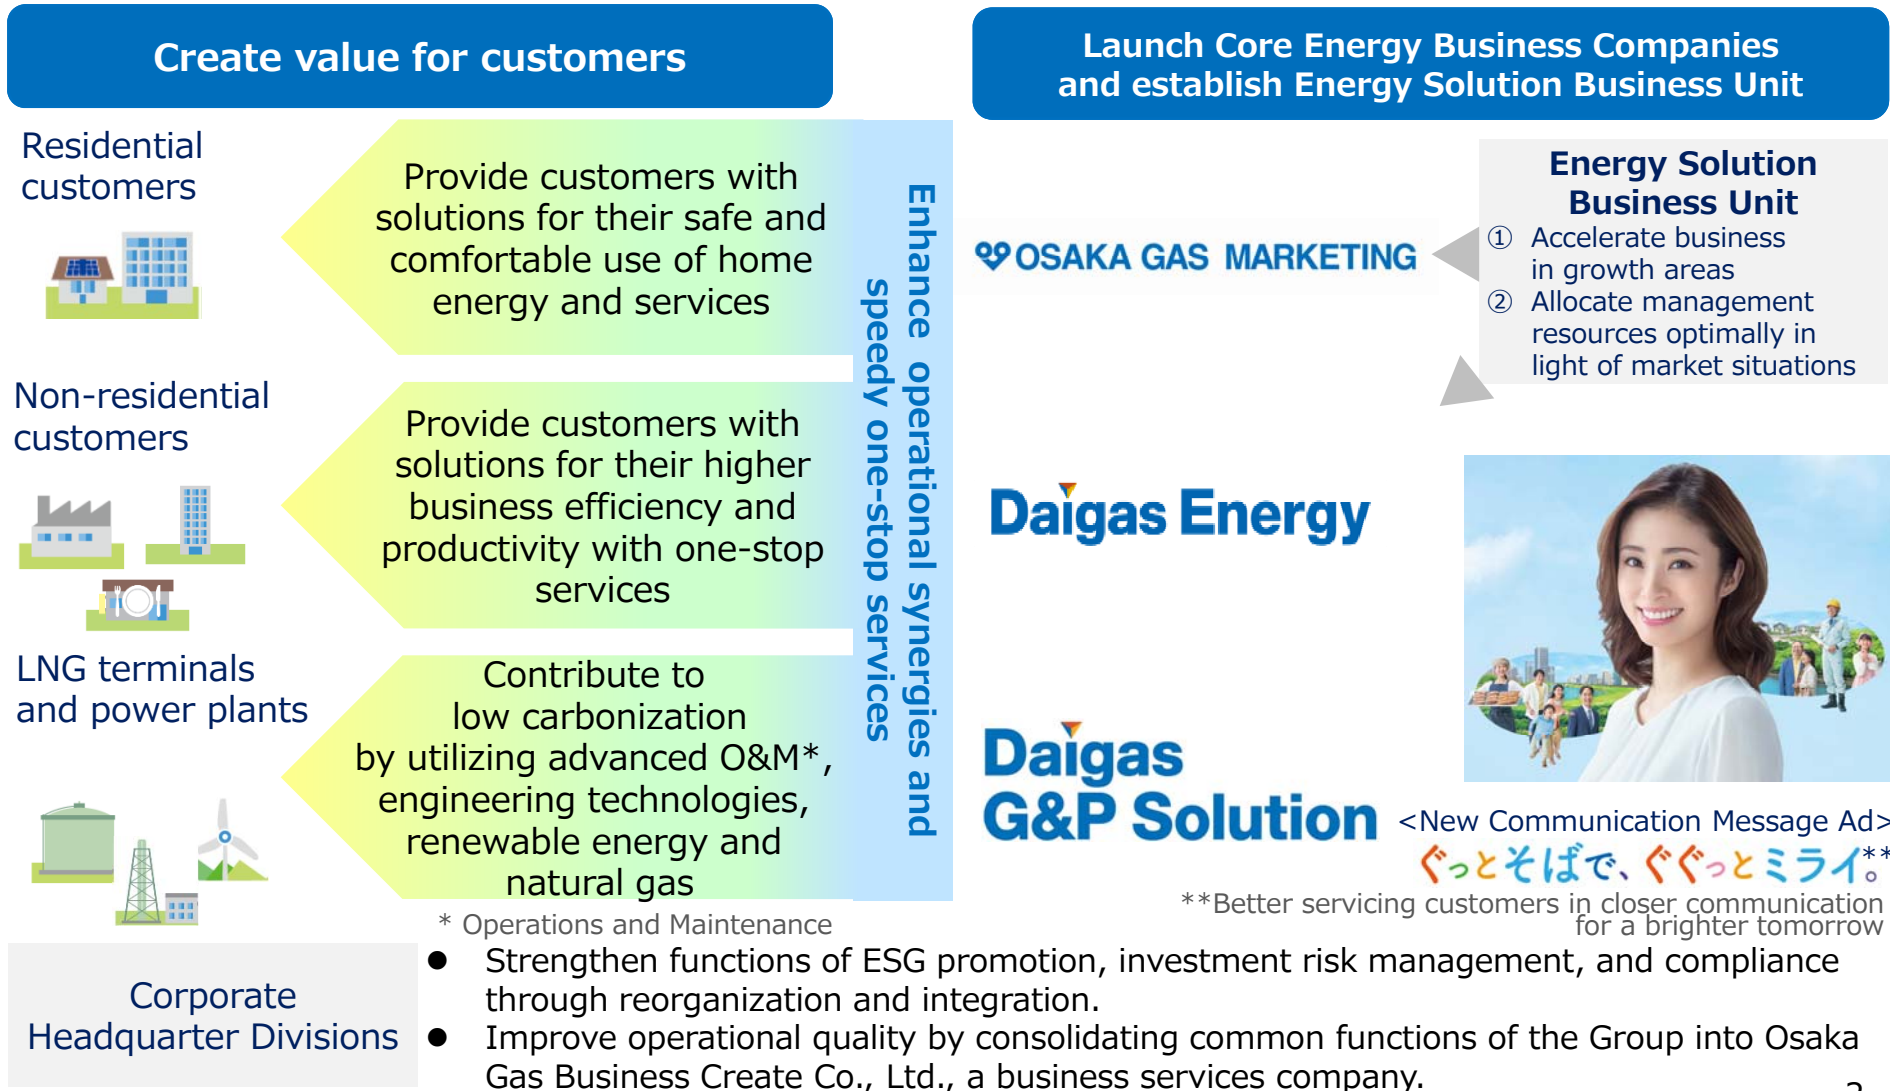 Create value for customers
Launch Core Energy Business Companies
and establish Energy Solution Business Unit
Residential
customers
Provide customers with
solutions for their safe and
comfortable use of home
energy and services
Non-residential
customers
Provide customers with
solutions for their higher
business efficiency and
productivity with one-stop
services
LNG terminals
and power plants
Contribute to
low carbonization
by utilizing advanced O&M*,
engineering technologies,
renewable energy and
natural gas
* Operations and Maintenance
Enhance operational synergies and
speedy one-stop services
OSAKA GAS MARKETING
Energy Solution
Business Unit
① Accelerate business
in growth areas
② Allocate management
resources optimally in
light of market situations
Daigas Energy
Daigas
G&P Solution
<New Communication Message Ad>
ぐっとそばで、ぐぐっとミライ。**
**Better servicing customers in closer communication
for a brighter tomorrow
Corporate
Headquarter Divisions
● Strengthen functions of ESG promotion, investment risk management, and compliance
through reorganization and integration.
● Improve operational quality by consolidating common functions of the Group into Osaka
Gas Business Create Co., Ltd., a business services company.